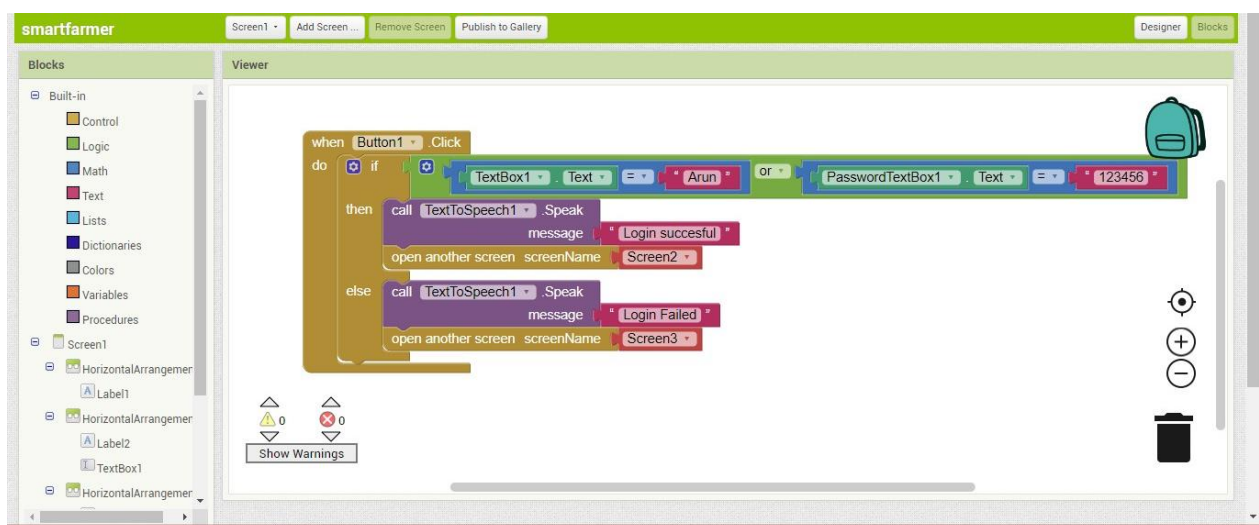 smartfarmer Screen1 Add Screen ... Remove Screen Publish to Gallery Designer Blocks
Blocks Viewer
Built-in
Control
Logic
Math
Text
Lists
Dictionaries
Colors
Variables
Procedures
Screen1
HorizontalArrangemer
Label1
HorizontalArrangemer
Label2
TextBox1
HorizontalArrangemer
when Button1 .Click
do if TextBox1 . Text = " Arun " or PasswordTextBox1 . Text = " 123456 "
then call TextToSpeech1 .Speak
message " Login succesful "
open another screen screenName Screen2
else call TextToSpeech1 .Speak
message " Login Failed "
open another screen screenName Screen3
0 0
Show Warnings